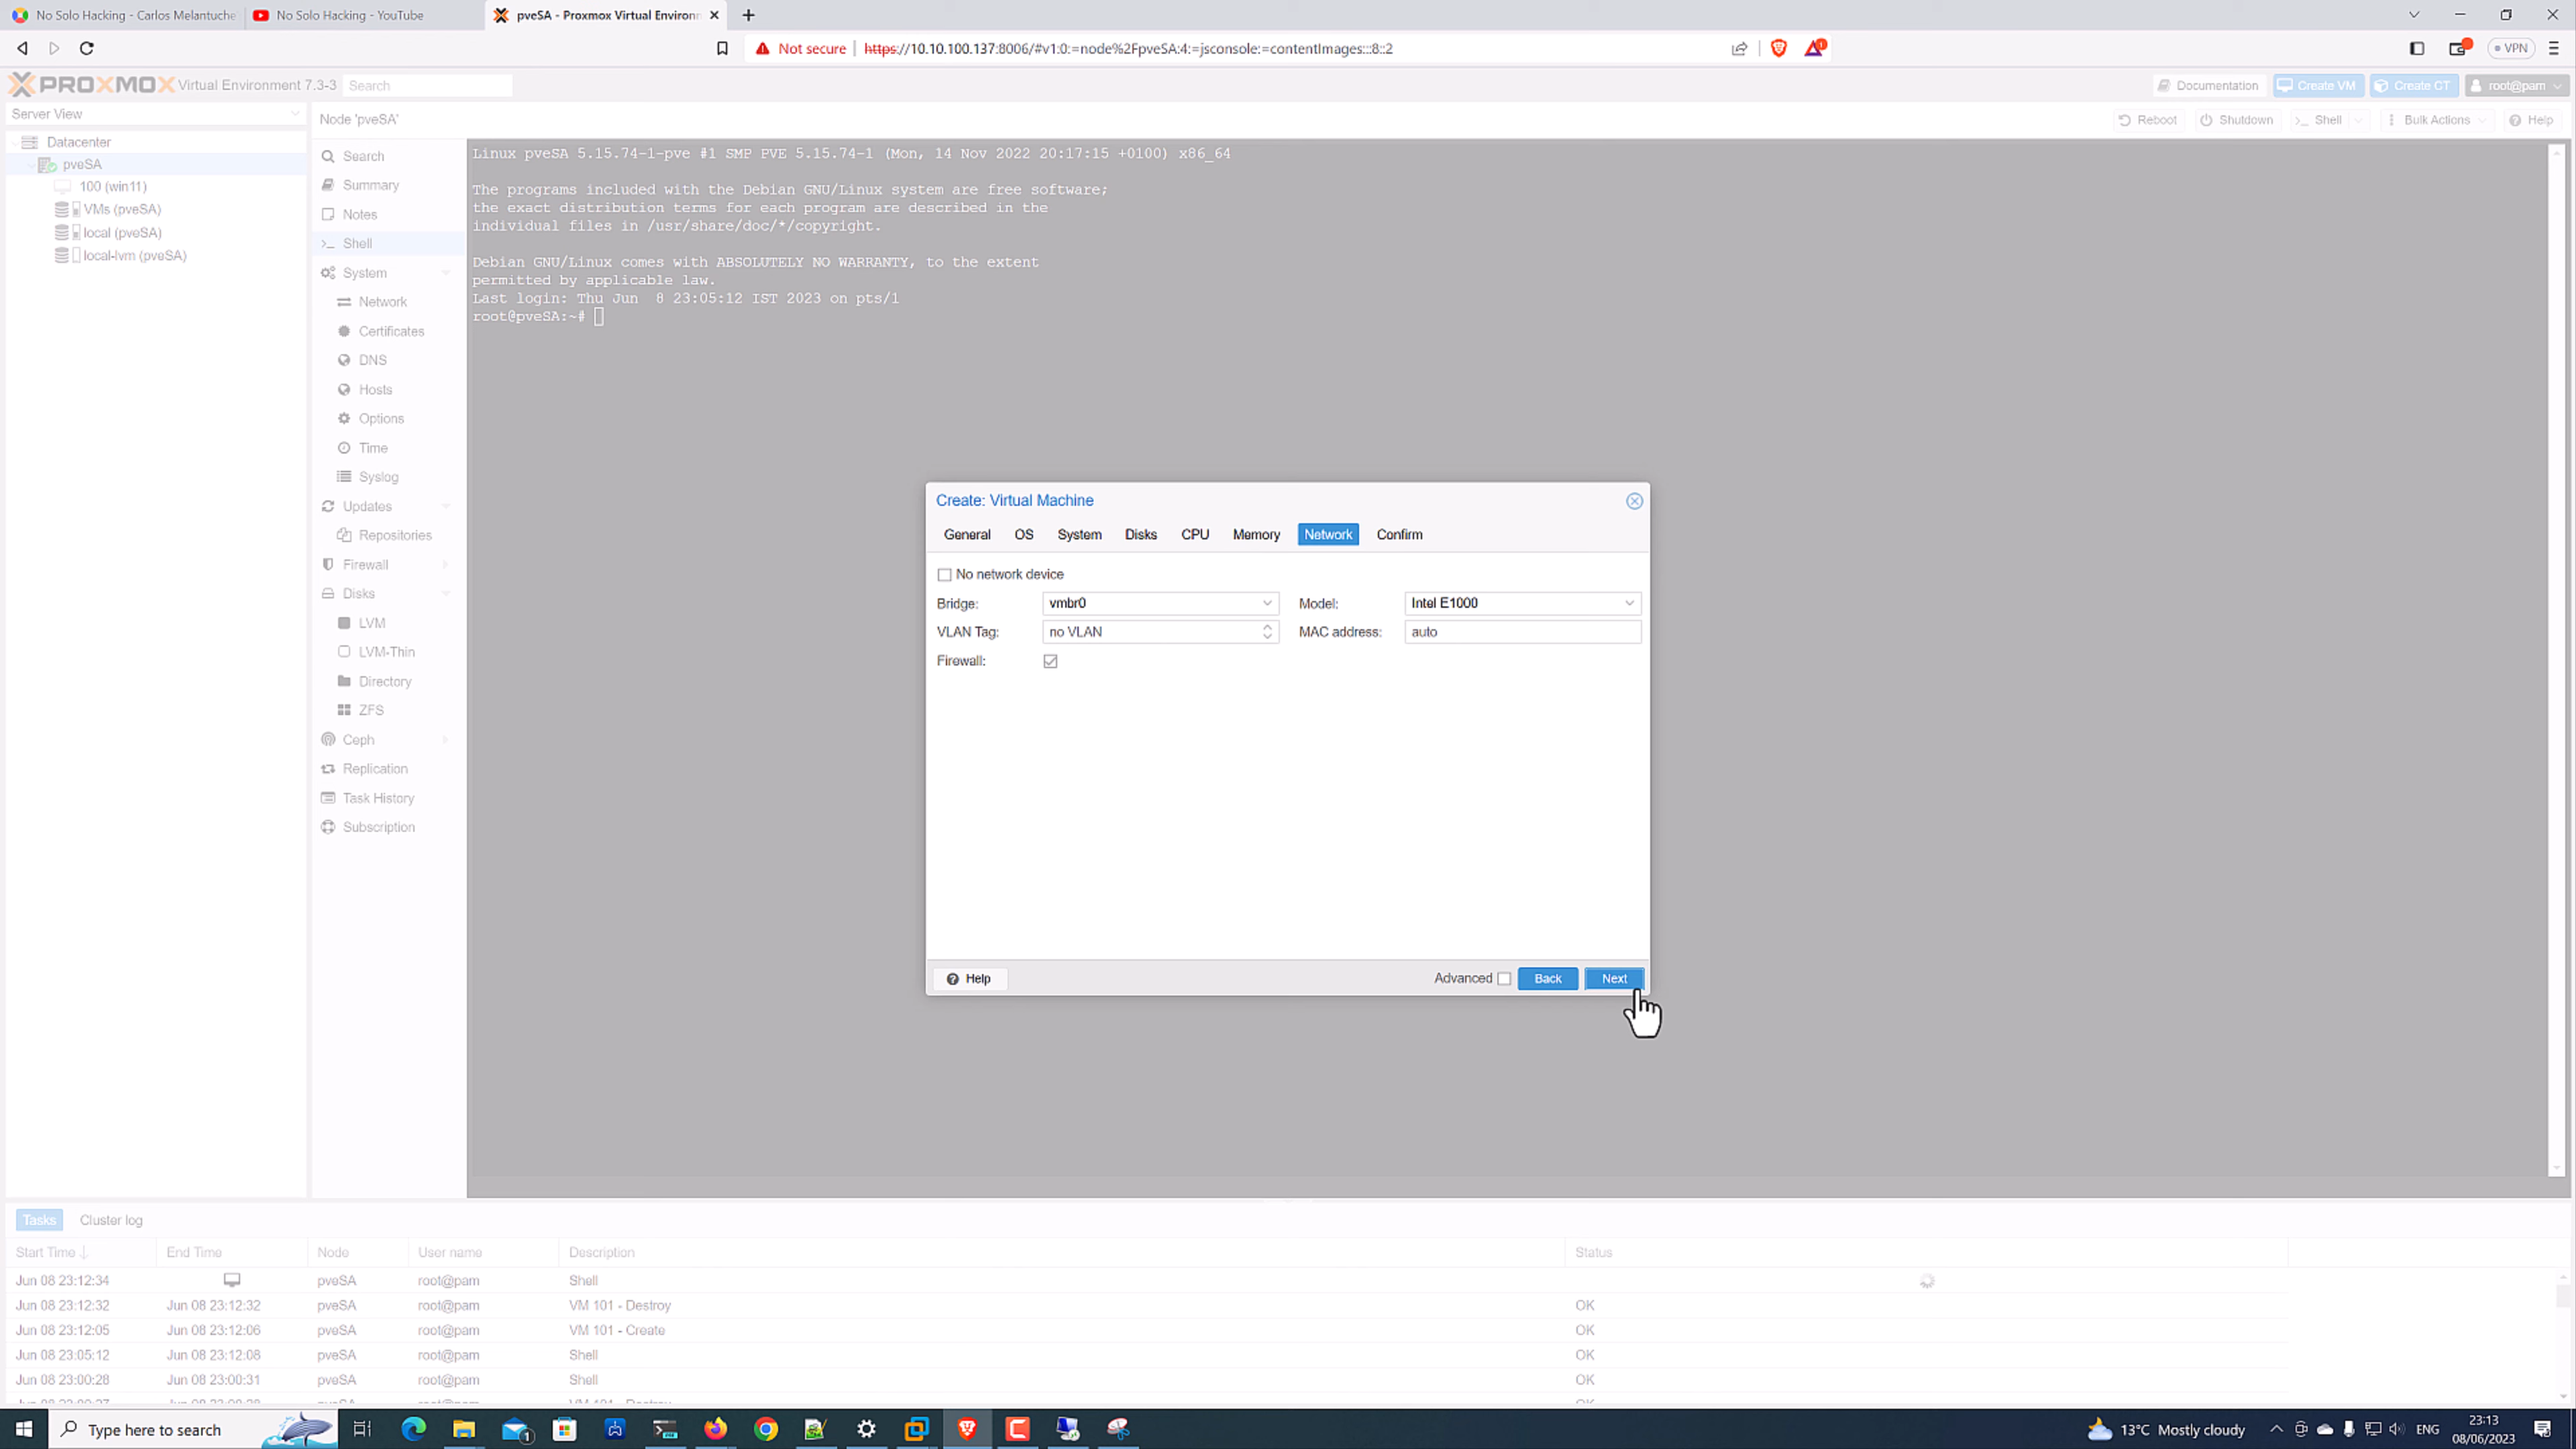 No Solo Hacking - Carlos Melantuche
No Solo Hacking - YouTube
pveSA - Proxmox Virtual Environm
Not secure
https://10.10.100.137:8006/#v1:0:=node%2FpveSA:4:=jsconsole:=contentImages:::8::2
VPN
PROXMOX Virtual Environment 7.3-3
Search
Documentation
Create VM
Create CT
root@pam
Server View
Datacenter
pveSA
100 (win11)
VMs (pveSA)
local (pveSA)
local-lvm (pveSA)
Node 'pveSA'
Reboot
Shutdown
Shell
Bulk Actions
Help
Search
Summary
Notes
Shell
System
Network
Certificates
DNS
Hosts
Options
Time
Syslog
Updates
Repositories
Firewall
Disks
LVM
LVM-Thin
Directory
ZFS
Ceph
Replication
Task History
Subscription
Linux pveSA 5.15.74-1-pve #1 SMP PVE 5.15.74-1 (Mon, 14 Nov 2022 20:17:15 +0100) x86_64
The programs included with the Debian GNU/Linux system are free software;
the exact distribution terms for each program are described in the
individual files in /usr/share/doc/*/copyright.
Debian GNU/Linux comes with ABSOLUTELY NO WARRANTY, to the extent
permitted by applicable law.
Last login: Thu Jun  8 23:05:12 IST 2023 on pts/1
root@pveSA:~#
Create: Virtual Machine
General OS System Disks CPU Memory Network Confirm
No network device
Bridge: vmbr0 Model: Intel E1000
VLAN Tag: no VLAN MAC address: auto
Firewall:
Help
Advanced
Back
Next
Tasks
Cluster log
Start Time End Time Node User name Description Status
Jun 08 23:12:34 pveSA root@pam Shell
Jun 08 23:12:32 Jun 08 23:12:32 pveSA root@pam VM 101 - Destroy OK
Jun 08 23:12:05 Jun 08 23:12:06 pveSA root@pam VM 101 - Create OK
Jun 08 23:05:12 Jun 08 23:12:08 pveSA root@pam Shell OK
Jun 08 23:00:28 Jun 08 23:00:31 pveSA root@pam Shell OK
Type here to search
1
13°C Mostly cloudy
ENG
23:13
08/06/2023